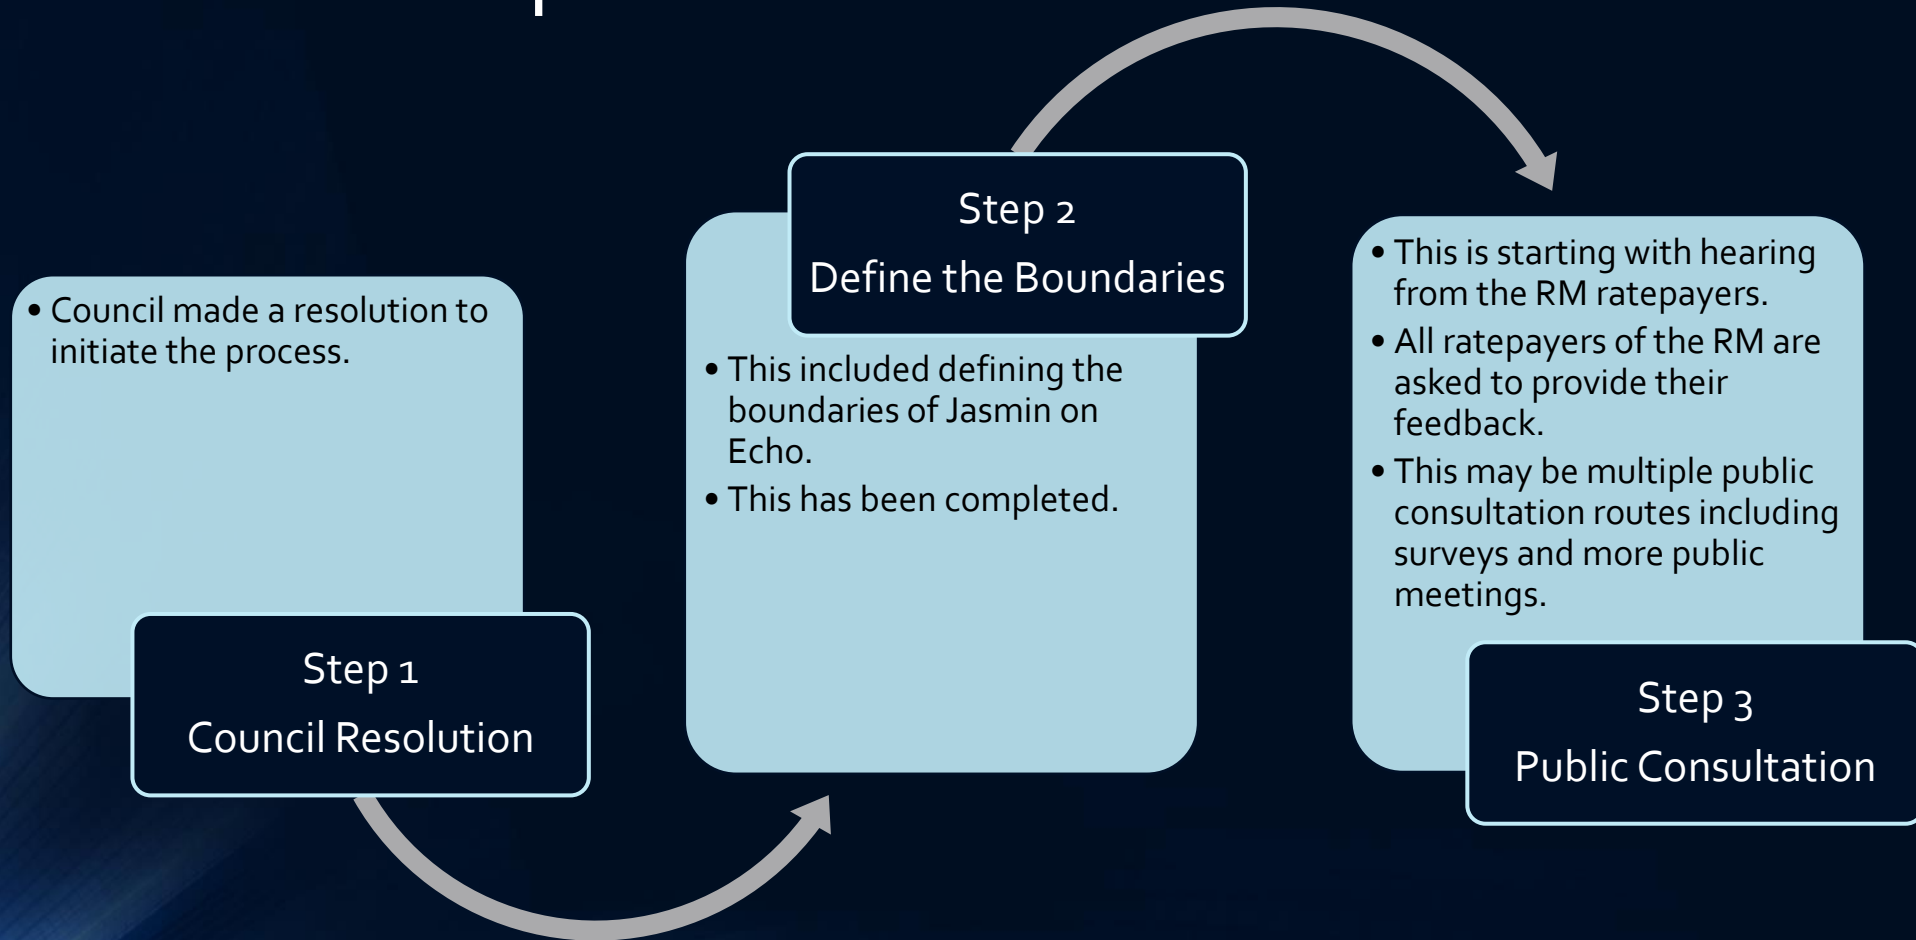 • Council made a resolution to
initiate the process.
Step 1
Council Resolution
Step 2
Define the Boundaries
• This included defining the
boundaries of Jasmin on
Echo.
• This has been completed.
• This is starting with hearing
from the RM ratepayers.
• All ratepayers of the RM are
asked to provide their
feedback.
• This may be multiple public
consultation routes including
surveys and more public
meetings.
Step 3
Public Consultation